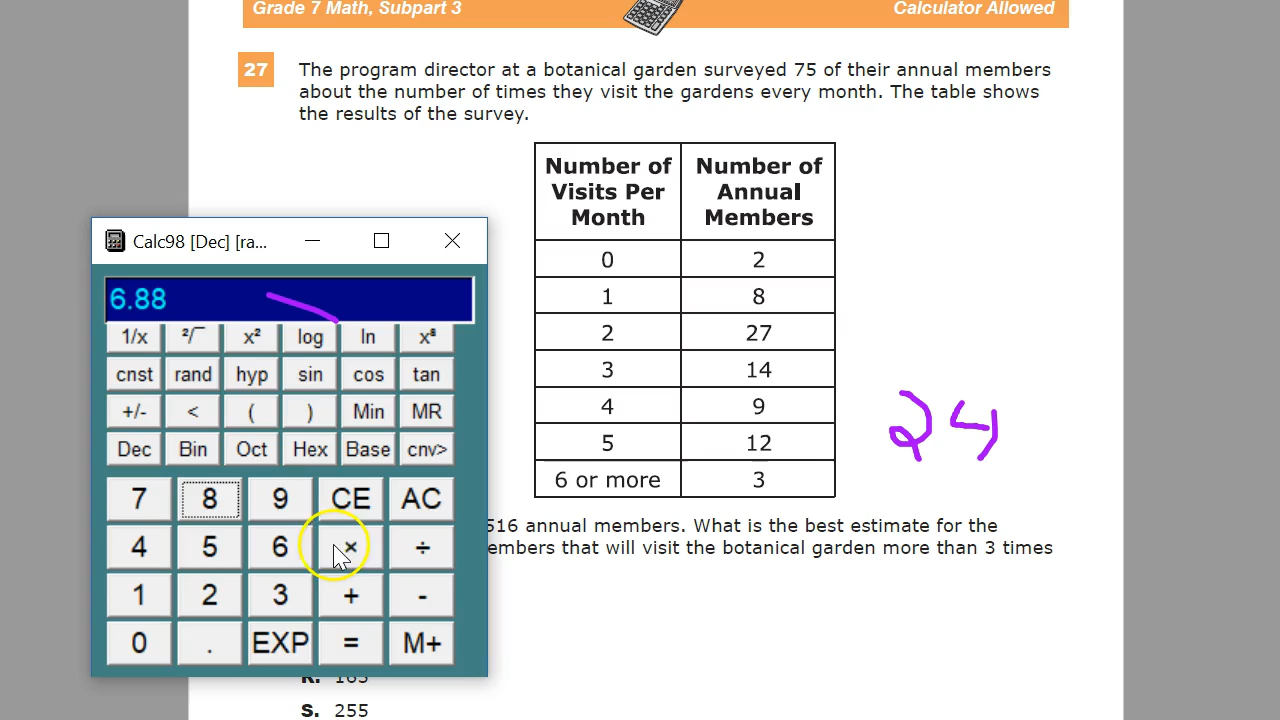 Grade 7 Math, Subpart 3
Calculator Allowed
27
The program director at a botanical garden surveyed 75 of their annual members
about the number of times they visit the gardens every month. The table shows
the results of the survey.
Number of Visits Per Month
Number of Annual Members
0 2
1 8
2 27
3 14
4 9
5 12
6 or more 3
24
516 annual members. What is the best estimate for the
embers that will visit the botanical garden more than 3 times
S. 255
Calc98 [Dec] [ra...
6.88
1/x ²√ x² log ln xª
cnst rand hyp sin cos tan
+/- < ( ) Min MR
Dec Bin Oct Hex Base cnv>
7 8 9 CE AC
4 5 6 × ÷
1 2 3 + -
0 . EXP = M+